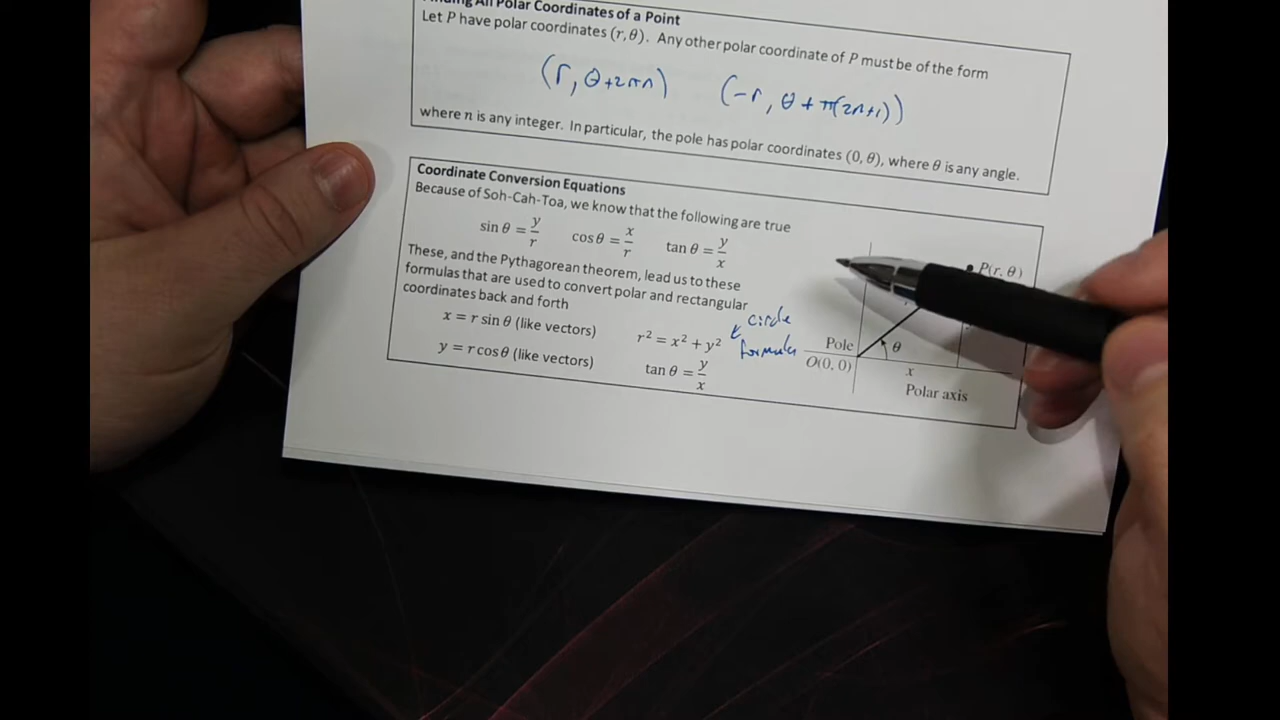 All Polar Coordinates of a Point
Let P have polar coordinates (r, θ). Any other polar coordinate of P must be of the form
(r, θ+2πn) (-r, θ + π(2n+1))
where n is any integer. In particular, the pole has polar coordinates (0, θ), where θ is any angle.
Coordinate Conversion Equations
Because of Soh-Cah-Toa, we know that the following are true
sin θ = y/r cos θ = x/r tan θ = y/x
These, and the Pythagorean theorem, lead us to these
formulas that are used to convert polar and rectangular
coordinates back and forth
x = r sin θ (like vectors) r² = x² + y²
circle
formula
y = r cos θ (like vectors) tan θ = y/x
P(r, θ)
Pole
O(0, 0)
θ
x
Polar axis